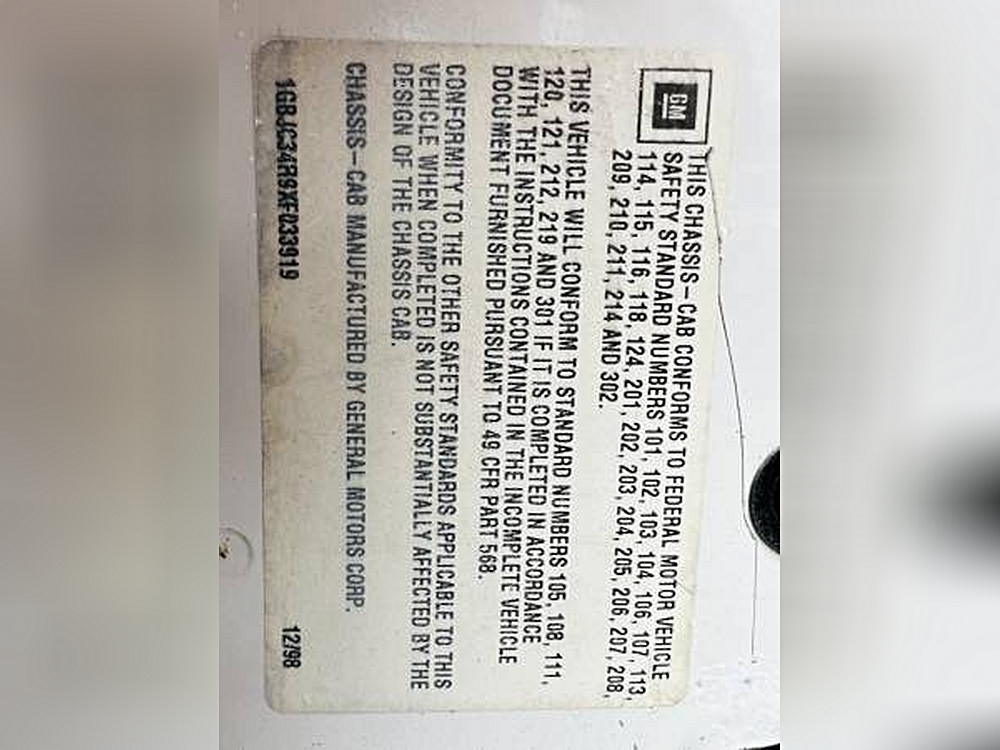 GM
THIS CHASSIS-CAB CONFORMS TO FEDERAL MOTOR VEHICLE
SAFETY STANDARD NUMBERS 101, 102, 103, 104, 106, 107, 113,
114, 115, 116, 118, 124, 201, 202, 203, 204, 205, 206, 207, 208,
209, 210, 211, 214 AND 302.
THIS VEHICLE WILL CONFORM TO STANDARD NUMBERS 105, 108, 111,
120, 121, 212, 219 AND 301 IF IT IS COMPLETED IN ACCORDANCE
WITH THE INSTRUCTIONS CONTAINED IN THE INCOMPLETE VEHICLE
DOCUMENT FURNISHED PURSUANT TO 49 CFR PART 568.
CONFORMITY TO THE OTHER SAFETY STANDARDS APPLICABLE TO THIS
VEHICLE WHEN COMPLETED IS NOT SUBSTANTIALLY AFFECTED BY THE
DESIGN OF THE CHASSIS CAB.
CHASSIS-CAB MANUFACTURED BY GENERAL MOTORS CORP.
1GBJC34R9XF033919 12/98